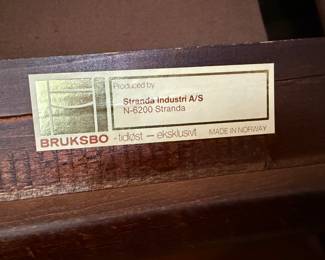 Produced by
Stranda Industri A/S
N-6200 Stranda
BRUKSBO - tidløst — eksklusivt MADE IN NORWAY